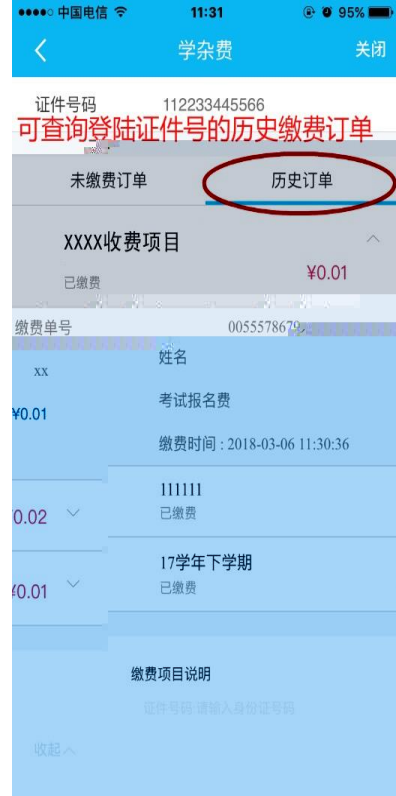 中国电信 11:31 95%
学杂费 关闭
证件号码 112233445566
可查询登陆证件号的历史缴费订单
未缴费订单 历史订单
XXXX收费项目
已缴费 ¥0.01
缴费单号 0055578679
姓名
xx
考试报名费
¥0.01
缴费时间：2018-03-06 11:30:36
111111
0.02 已缴费
17学年下学期
¥0.01 已缴费
缴费项目说明
证件号码:请输入身份证号码
收起